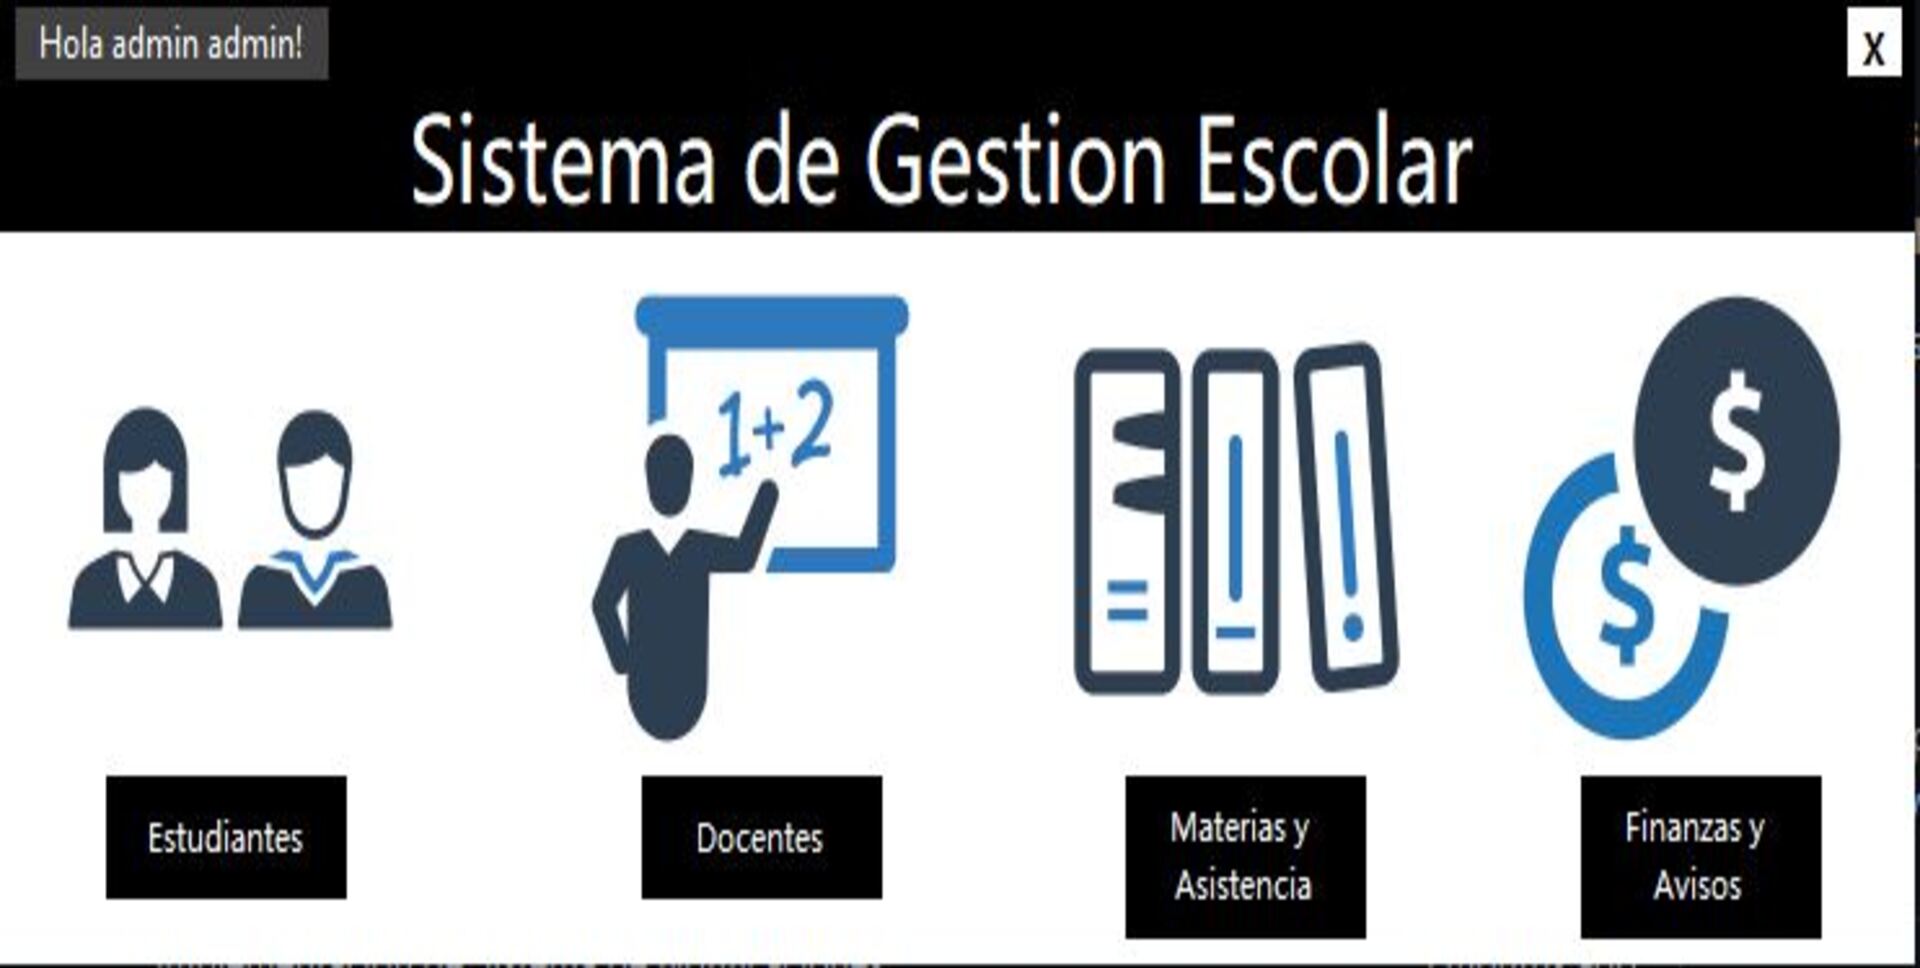 Hola admin admin!
X
Sistema de Gestion Escolar
1+2
$
$
Estudiantes
Docentes
Materias y
Asistencia
Finanzas y
Avisos